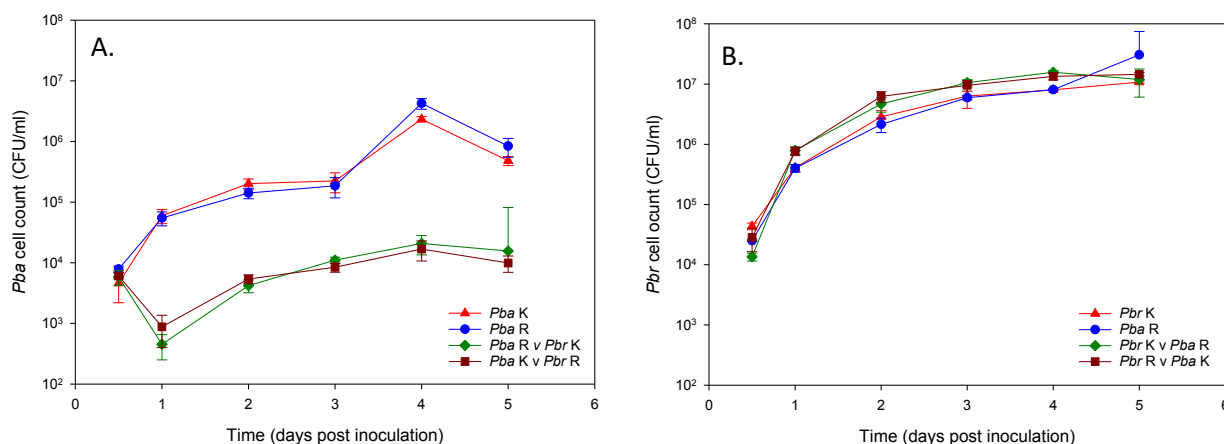 A.
Pba cell count (CFU/ml)
10^8
10^7
10^6
10^5
10^4
10^3
10^2
0 1 2 3 4 5 6
Time (days post inoculation)
Pba K
Pba R
Pba R v Pbr K
Pba K v Pbr R
B.
Pbr cell ocunt (CFU/ml)
10^8
10^7
10^6
10^5
10^4
10^3
10^2
0 1 2 3 4 5 6
Time (days post inoculation)
Pbr K
Pba R
Pbr K v Pba R
Pbr R v Pba K